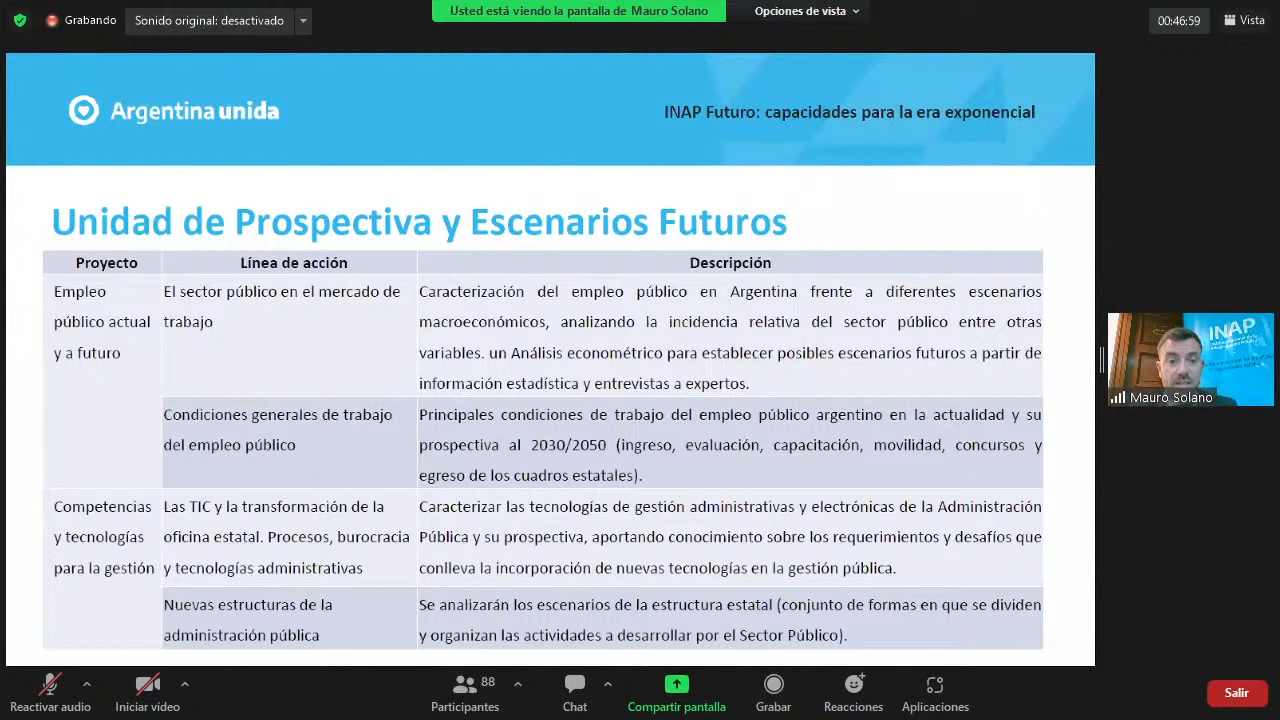 Grabando
Sonido original: desactivado
Usted está viendo la pantalla de Mauro Solano
Opciones de vista
00:46:59
Vista
Argentina unida
INAP Futuro: capacidades para la era exponencial
Unidad de Prospectiva y Escenarios Futuros
Proyecto
Línea de acción
Descripción
Empleo
público actual
y a futuro
El sector público en el mercado de
trabajo
Caracterización del empleo público en Argentina frente a diferentes escenarios
macroeconómicos, analizando la incidencia relativa del sector público entre otras
variables. un Análisis econométrico para establecer posibles escenarios futuros a partir de
información estadística y entrevistas a expertos.
Condiciones generales de trabajo
del empleo público
Principales condiciones de trabajo del empleo público argentino en la actualidad y su
prospectiva al 2030/2050 (ingreso, evaluación, capacitación, movilidad, concursos y
egreso de los cuadros estatales).
Competencias
y tecnologías
para la gestión
Las TIC y la transformación de la
oficina estatal. Procesos, burocracia
y tecnologías administrativas
Caracterizar las tecnologías de gestión administrativas y electrónicas de la Administración
Pública y su prospectiva, aportando conocimiento sobre los requerimientos y desafíos que
conlleva la incorporación de nuevas tecnologías en la gestión pública.
Nuevas estructuras de la
administración pública
Se analizarán los escenarios de la estructura estatal (conjunto de formas en que se dividen
y organizan las actividades a desarrollar por el Sector Público).
INAP
Mauro Solano
Reactivar audio
Iniciar vídeo
88
Participantes
Chat
Compartir pantalla
Grabar
Reacciones
Aplicaciones
Salir